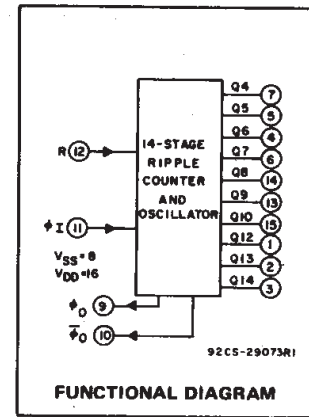 Q4 7
Q5 5
Q6 4
Q7 6
Q8 14
Q9 13
Q10 15
Q12 1
Q13 2
Q14 3
R 12
14-STAGE
RIPPLE
COUNTER
AND
OSCILLATOR
ϕI 11
VSS=8
VDD=16
ϕO 9
ϕ̅O 10
92CS-29073R1
FUNCTIONAL DIAGRAM